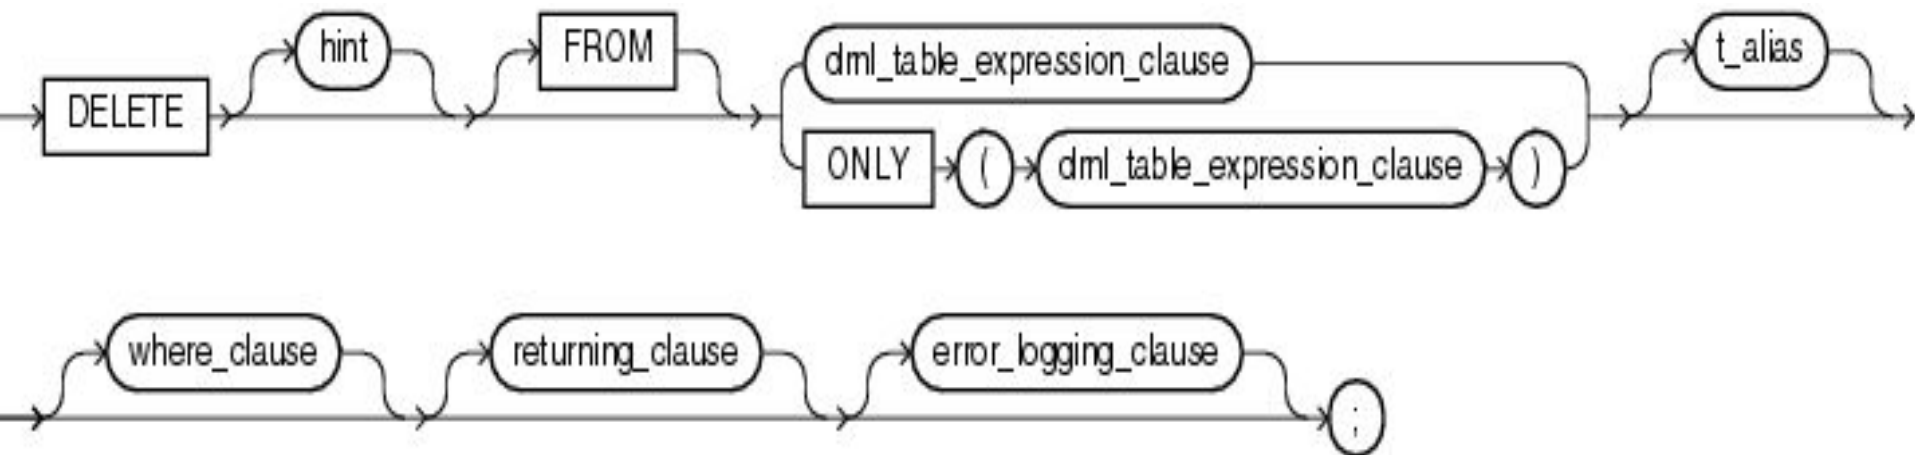 DELETE hint FROM dml_table_expression_clause t_alias
ONLY ( dml_table_expression_clause )
where_clause returning_clause error_logging_clause ;